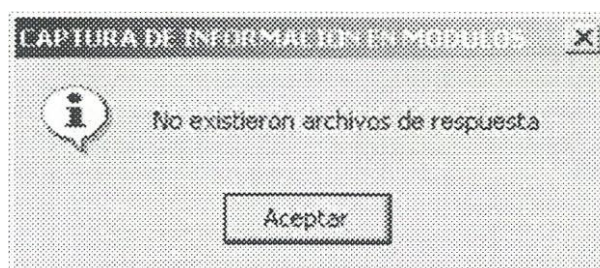 CAPTURA DE INFORMACION EN MODULOS
No existieron archivos de respuesta
Aceptar